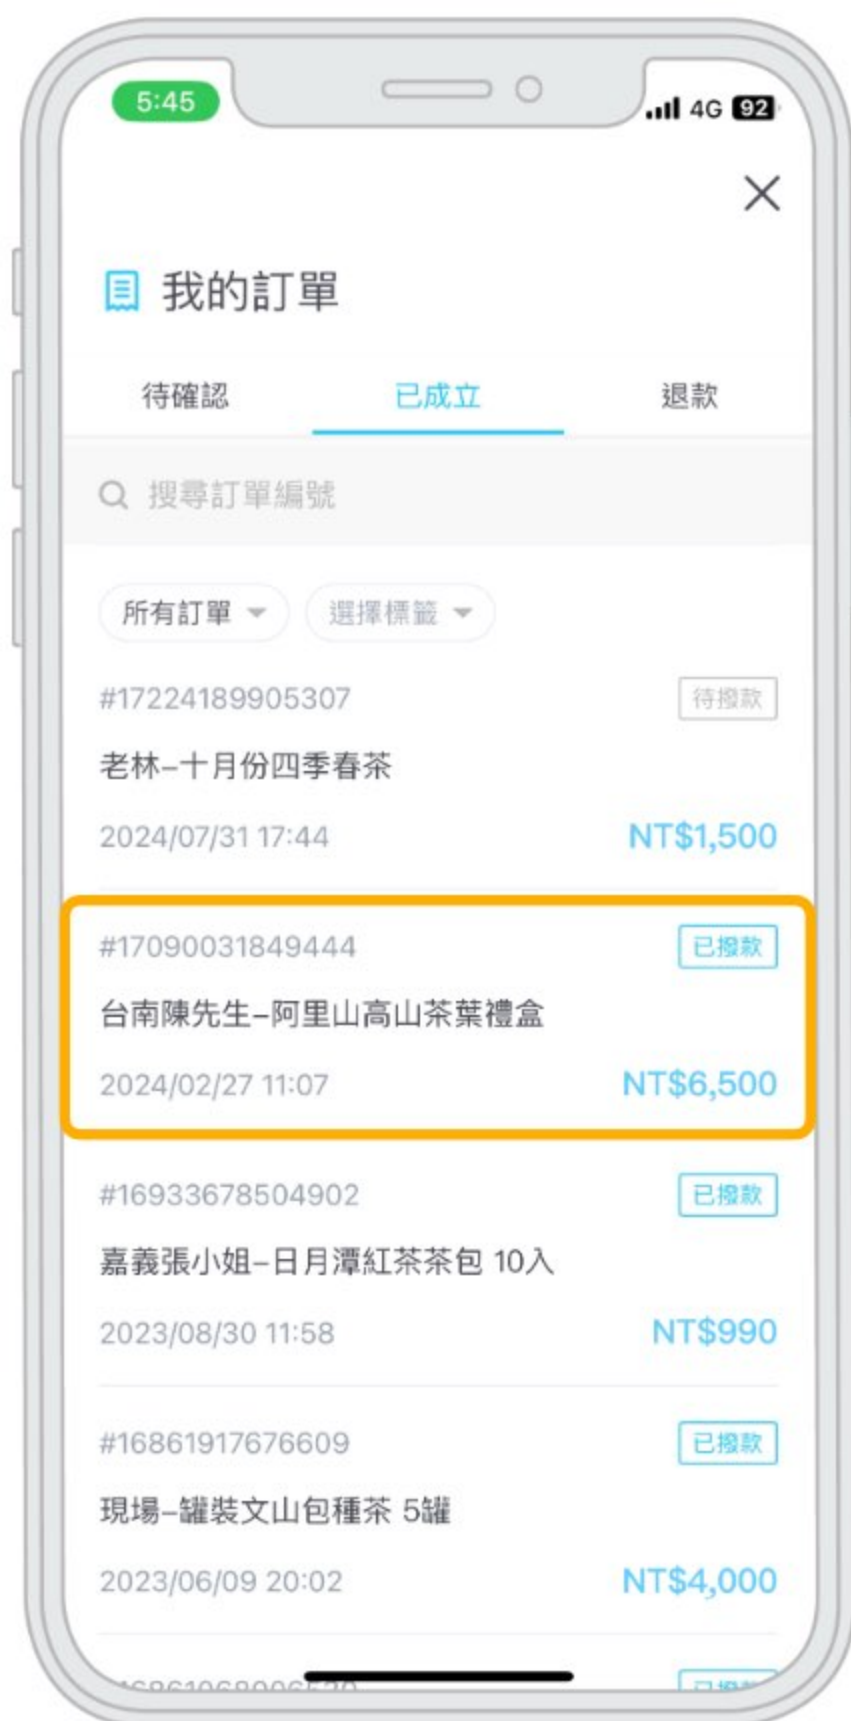 5:45
4G 92
我的訂單
待確認 已成立 退款
搜尋訂單編號
所有訂單 選擇標籤
#17224189905307 待撥款
老林–十月份四季春茶
2024/07/31 17:44 NT$1,500
#17090031849444 已撥款
台南陳先生–阿里山高山茶葉禮盒
2024/02/27 11:07 NT$6,500
#16933678504902 已撥款
嘉義張小姐–日月潭紅茶茶包 10入
2023/08/30 11:58 NT$990
#16861917676609 已撥款
現場–罐裝文山包種茶 5罐
2023/06/09 20:02 NT$4,000